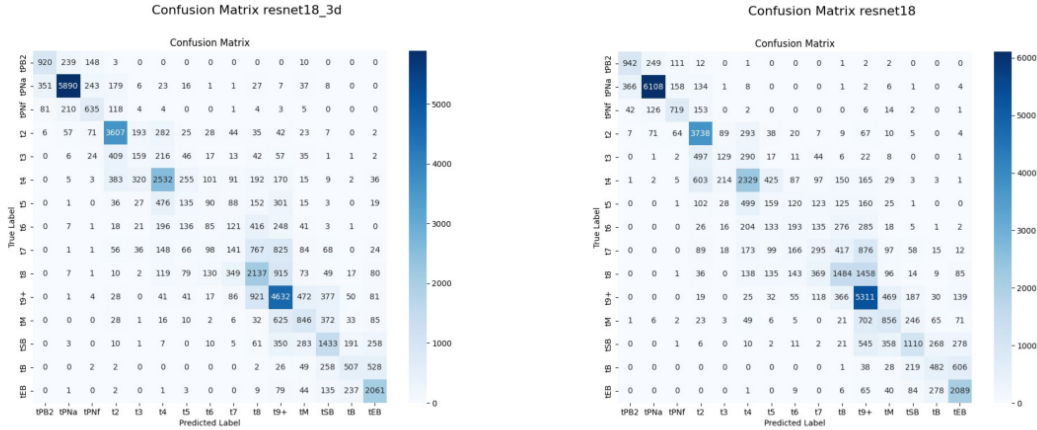 Confusion Matrix resnet18_3d
Confusion Matrix
tPB2 920 239 148 3 0 0 0 0 0 0 0 10 0 0 0
tPNa 351 5890 243 179 6 23 16 1 1 27 7 37 8 0 0
tPNf 81 210 635 118 4 4 0 0 1 4 3 5 0 0 0
t2 6 57 71 3607 193 282 25 28 44 35 42 23 7 0 2
t3 0 6 24 409 159 216 46 17 13 42 57 35 1 1 2
t4 0 5 3 383 320 2532 255 101 91 192 170 15 9 2 36
t5 0 1 0 36 27 476 135 90 88 152 301 15 3 0 19
t6 0 7 1 18 21 196 136 85 121 416 248 41 3 1 0
t7 0 1 1 56 36 148 66 98 141 767 825 84 68 0 24
t8 0 7 1 10 2 119 79 130 349 2137 915 73 49 17 80
t9+ 0 1 4 28 0 41 41 17 86 921 4632 472 377 50 81
tM 0 0 0 28 1 16 10 2 6 32 625 846 372 33 85
tSB 0 3 0 10 1 7 0 10 5 61 350 283 1433 191 258
tB 0 0 2 2 0 1 0 0 0 2 26 49 258 507 528
tEB 0 1 0 2 0 1 3 0 0 9 79 44 135 237 2061
tPB2 tPNa tPNf t2 t3 t4 t5 t6 t7 t8 t9+ tM tSB tB tEB
Predicted Label
True Label
5000
4000
3000
2000
1000
0
Confusion Matrix resnet18
Confusion Matrix
tPB2 942 249 111 12 0 1 0 0 0 1 2 2 0 0 0
tPNa 366 6108 158 134 1 8 0 0 0 1 2 6 1 0 4
tPNf 42 126 719 153 0 2 0 0 0 0 6 14 2 0 1
t2 7 71 64 3738 89 293 38 20 7 9 67 10 5 0 4
t3 0 1 2 497 129 290 17 11 44 6 22 8 0 0 1
t4 1 2 5 603 214 2329 425 87 97 150 165 29 3 3 1
t5 0 0 1 102 28 499 159 120 123 125 160 25 1 0 0
t6 0 0 0 26 16 204 133 193 135 276 285 18 5 1 2
t7 0 0 0 89 18 173 99 166 295 417 876 97 58 15 12
t8 0 0 1 36 0 138 135 143 369 1484 1458 96 14 9 85
t9+ 0 0 0 19 0 25 32 55 118 366 5311 469 187 30 139
tM 1 6 2 23 3 49 6 5 0 21 702 856 246 65 71
tSB 0 1 5 6 0 10 2 11 2 21 545 358 1110 268 278
tB 0 0 0 1 0 1 0 0 0 1 38 28 219 482 606
tEB 0 0 0 2 0 1 0 9 0 6 65 40 84 278 2089
tPB2 tPNa tPNf t2 t3 t4 t5 t6 t7 t8 t9+ tM tSB tB tEB
Predicted Label
True Label
6000
5000
4000
3000
2000
1000
0